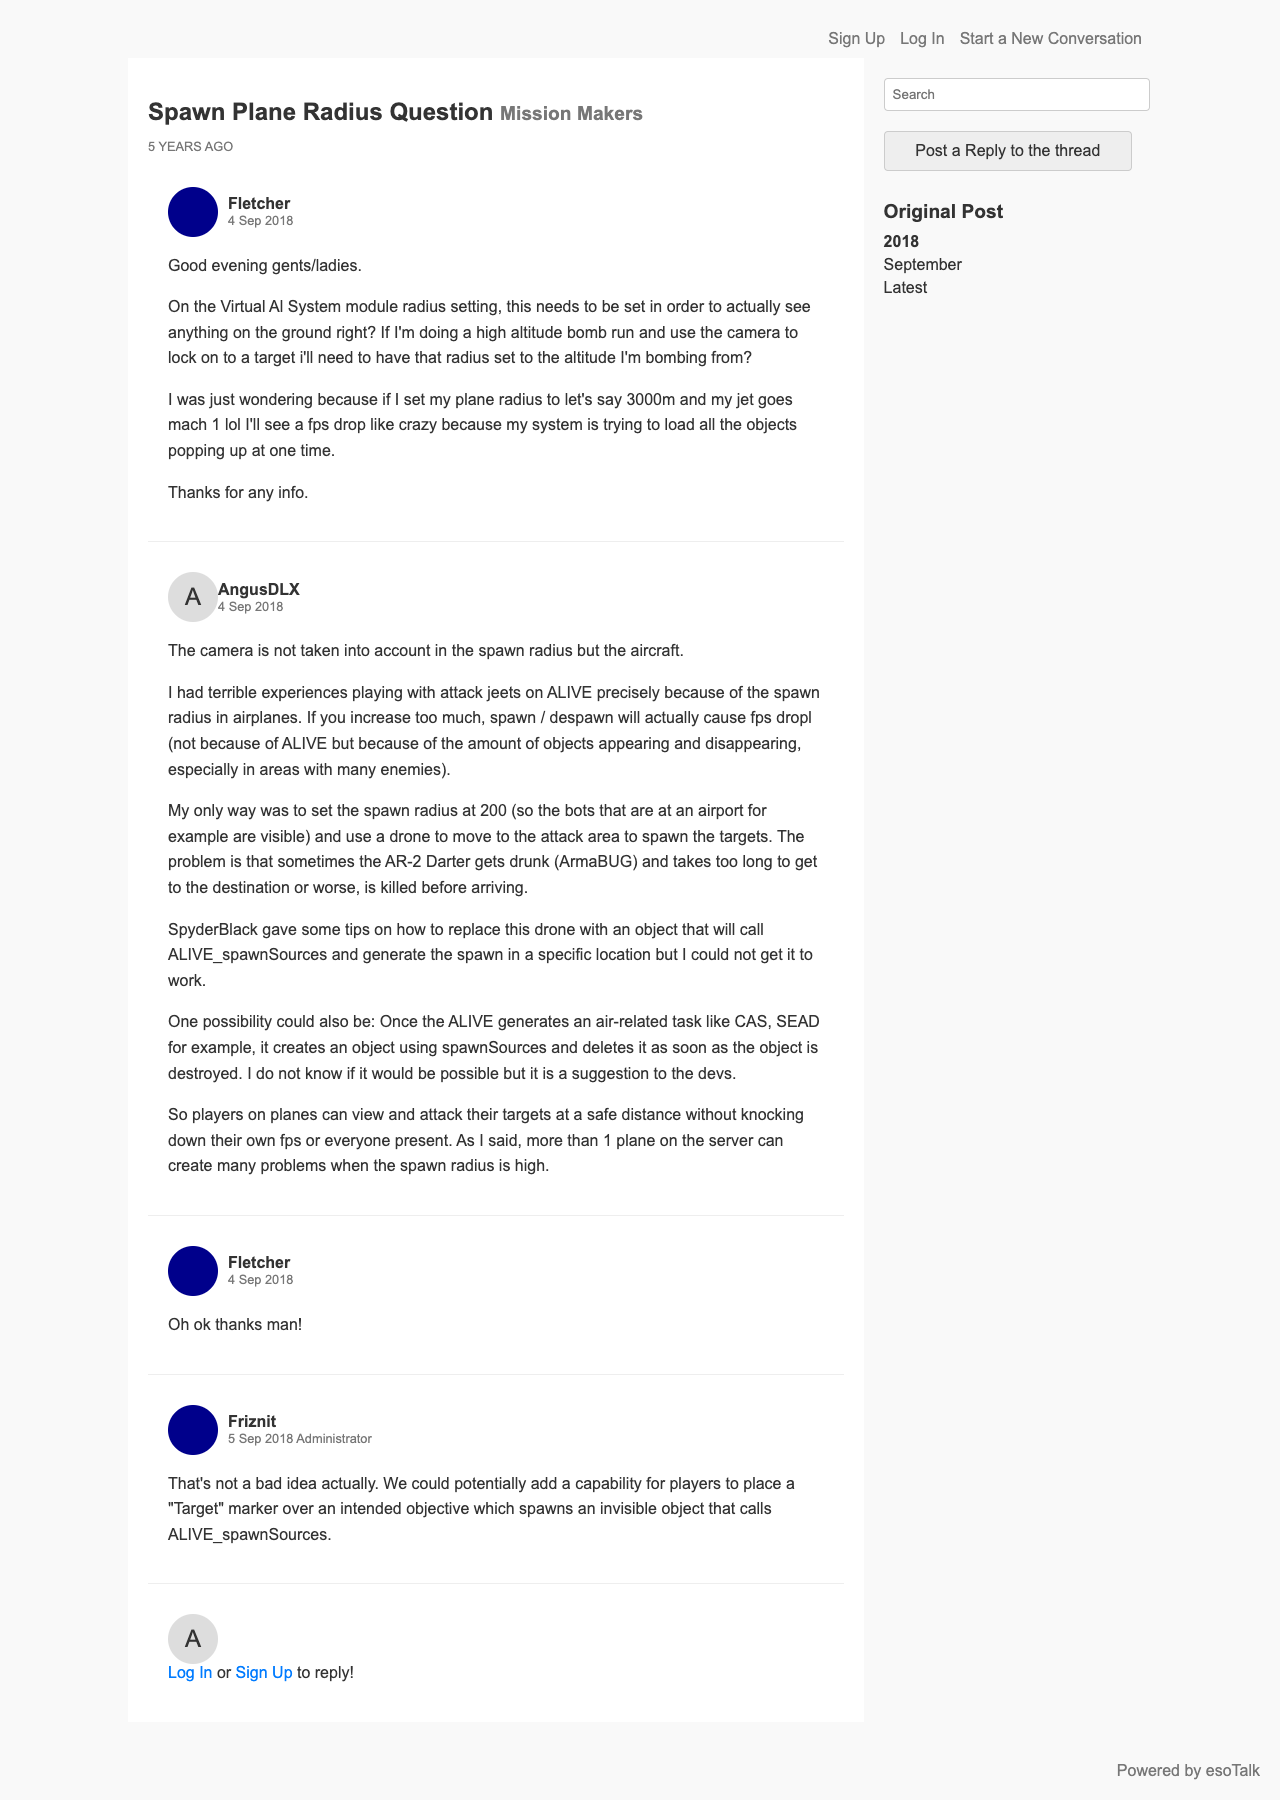 Sign Up Log In Start a New Conversation
Search
Post a Reply to the thread
Original Post
2018
September
Latest
Spawn Plane Radius Question Mission Makers
5 YEARS AGO
Fletcher
4 Sep 2018
Good evening gents/ladies.
On the Virtual AI System module radius setting, this needs to be set in order to actually see
anything on the ground right? If I'm doing a high altitude bomb run and use the camera to
lock on to a target i'll need to have that radius set to the altitude I'm bombing from?
I was just wondering because if I set my plane radius to let's say 3000m and my jet goes
mach 1 lol I'll see a fps drop like crazy because my system is trying to load all the objects
popping up at one time.
Thanks for any info.
A
AngusDLX
4 Sep 2018
The camera is not taken into account in the spawn radius but the aircraft.
I had terrible experiences playing with attack jeets on ALIVE precisely because of the spawn
radius in airplanes. If you increase too much, spawn / despawn will actually cause fps dropl
(not because of ALIVE but because of the amount of objects appearing and disappearing,
especially in areas with many enemies).
My only way was to set the spawn radius at 200 (so the bots that are at an airport for
example are visible) and use a drone to move to the attack area to spawn the targets. The
problem is that sometimes the AR-2 Darter gets drunk (ArmaBUG) and takes too long to get
to the destination or worse, is killed before arriving.
SpyderBlack gave some tips on how to replace this drone with an object that will call
ALIVE_spawnSources and generate the spawn in a specific location but I could not get it to
work.
One possibility could also be: Once the ALIVE generates an air-related task like CAS, SEAD
for example, it creates an object using spawnSources and deletes it as soon as the object is
destroyed. I do not know if it would be possible but it is a suggestion to the devs.
So players on planes can view and attack their targets at a safe distance without knocking
down their own fps or everyone present. As I said, more than 1 plane on the server can
create many problems when the spawn radius is high.
Fletcher
4 Sep 2018
Oh ok thanks man!
Friznit
5 Sep 2018 Administrator
That's not a bad idea actually. We could potentially add a capability for players to place a
"Target" marker over an intended objective which spawns an invisible object that calls
ALIVE_spawnSources.
A
Log In or Sign Up to reply!
Powered by esoTalk